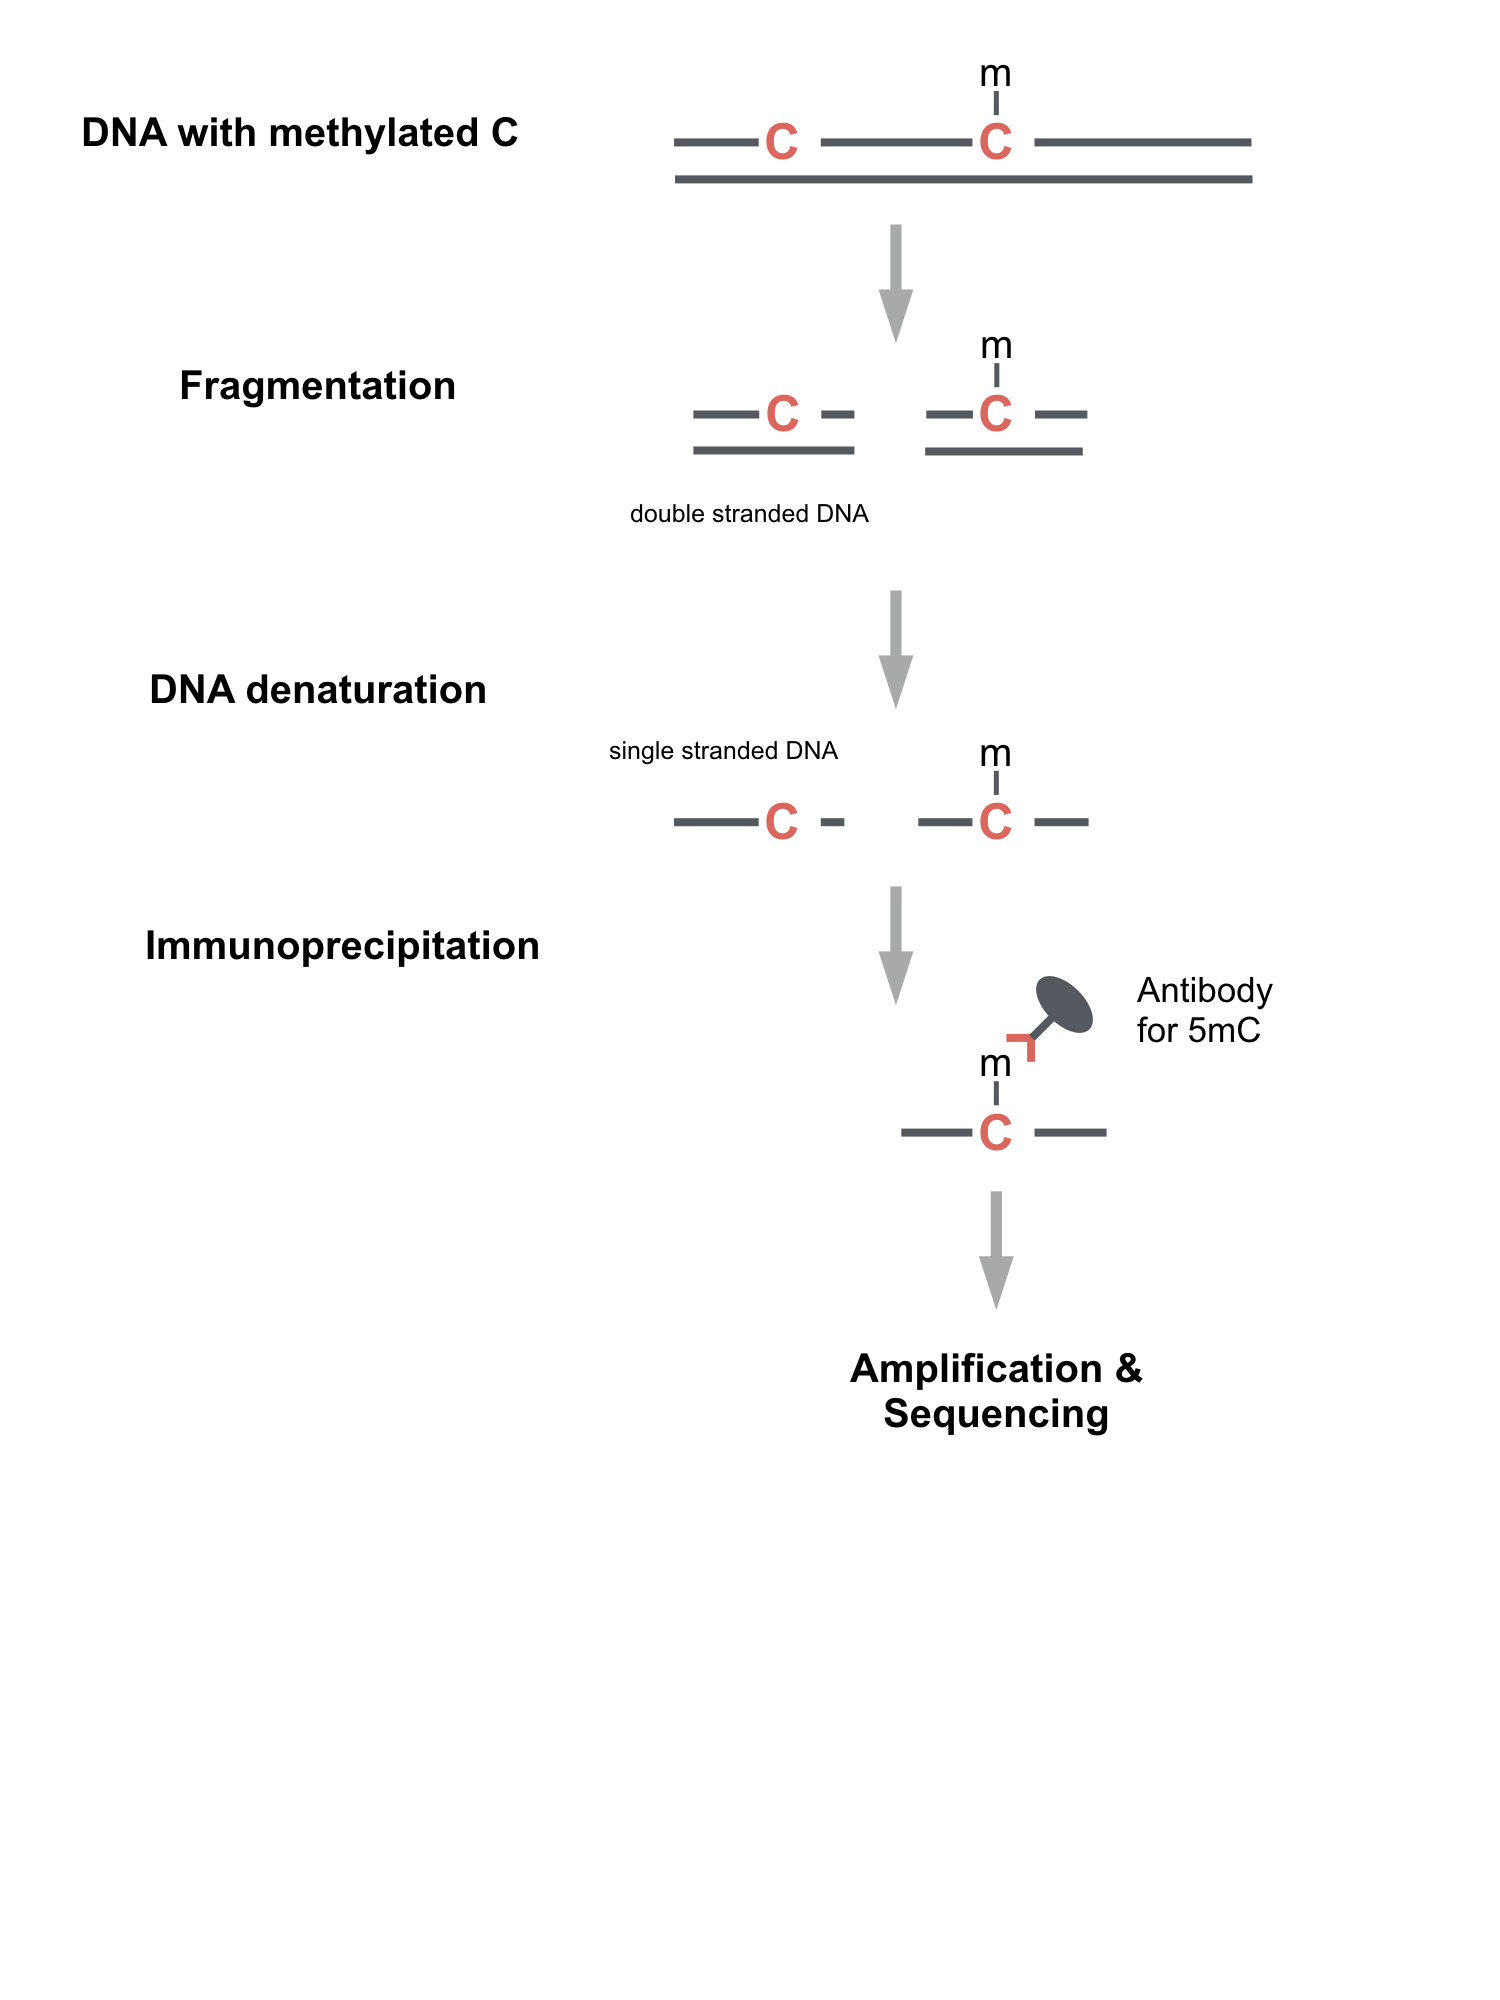 m
DNA with methylated C
C C
m
Fragmentation
C C
double stranded DNA
DNA denaturation
single stranded DNA
m
C C
Immunoprecipitation
Antibody
for 5mC
m
C
Amplification &
Sequencing